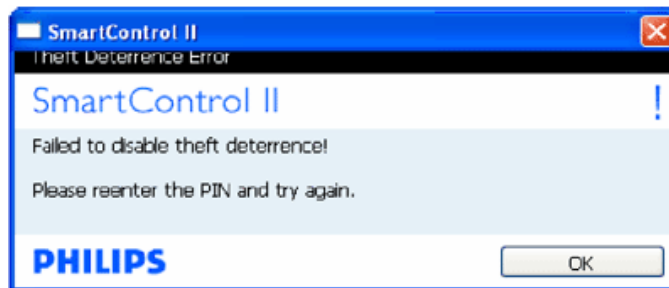 SmartControl II
Theft Deterrence Error
SmartControl II !
Failed to disable theft deterrence!
Please reenter the PIN and try again.
PHILIPS
OK